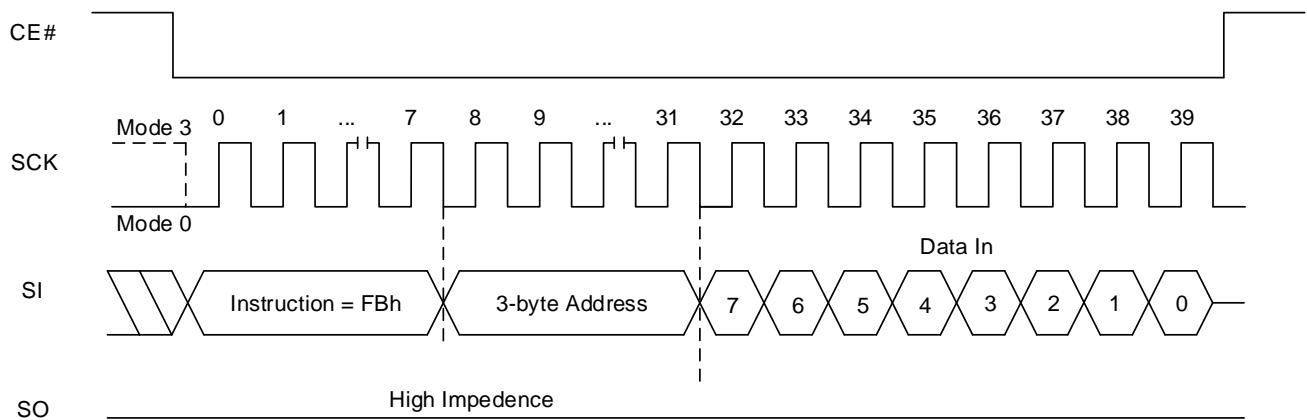 CE#
0 1 ... 7 8 9 ... 31 32 33 34 35 36 37 38 39
Mode 3
SCK
Mode 0
Data In
SI
Instruction = FBh 3-byte Address 7 6 5 4 3 2 1 0
High Impedence
SO